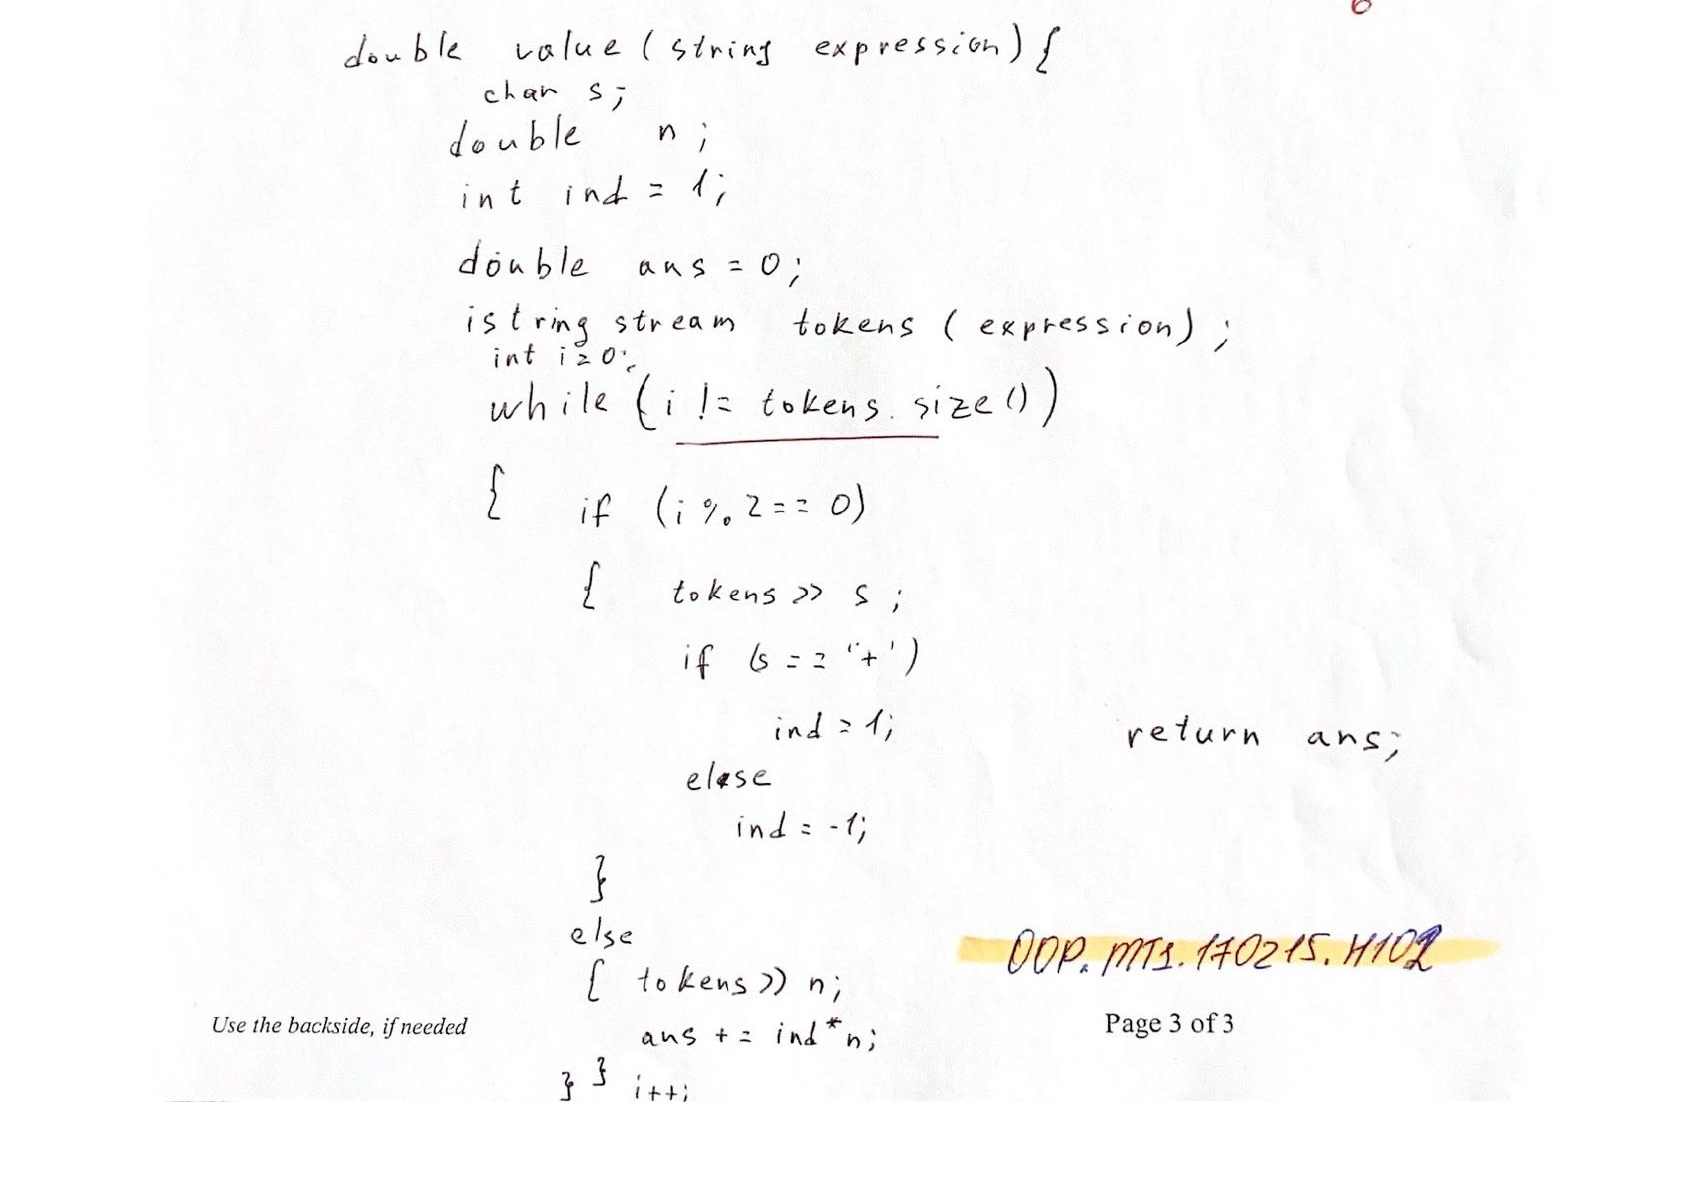 6
double value (string expression) {
char s;
double n;
int ind = 1;
double ans = 0;
istring stream tokens (expression);
int i = 0;
while (i != tokens.size())
{ if (i % 2 == 0)
{ tokens >> s;
if (s == '+')
ind = 1;
return ans;
else
ind = -1;
}
else
{ tokens >> n;
ans += ind*n;
} } i++;
OOP.MT1.170215.H102
Use the backside, if needed
Page 3 of 3